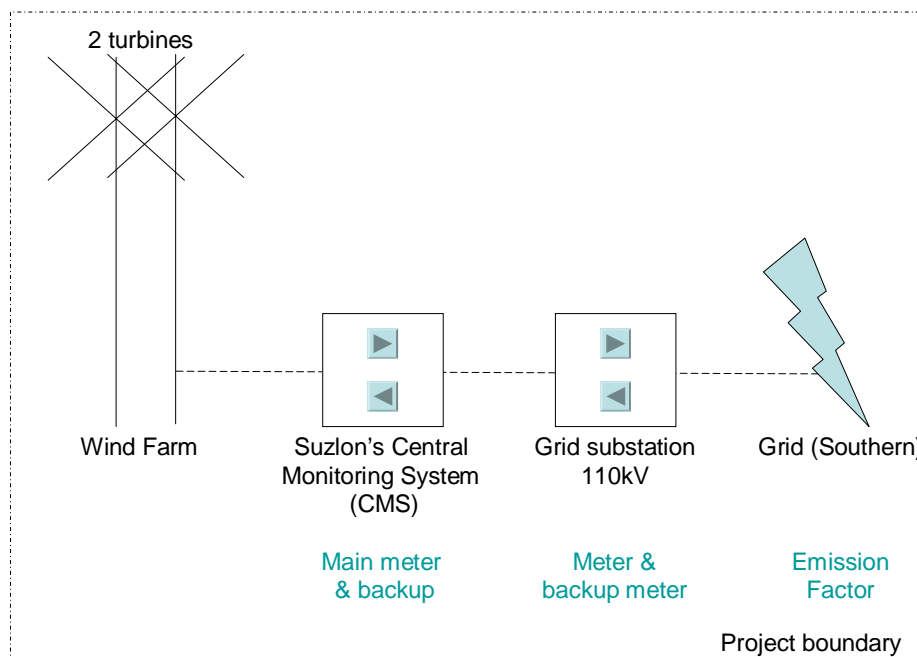 2 turbines
Wind Farm
Suzlon's Central
Monitoring System
(CMS)
Grid substation
110kV
Grid (Southern)
Main meter
& backup
Meter &
backup meter
Emission
Factor
Project boundary